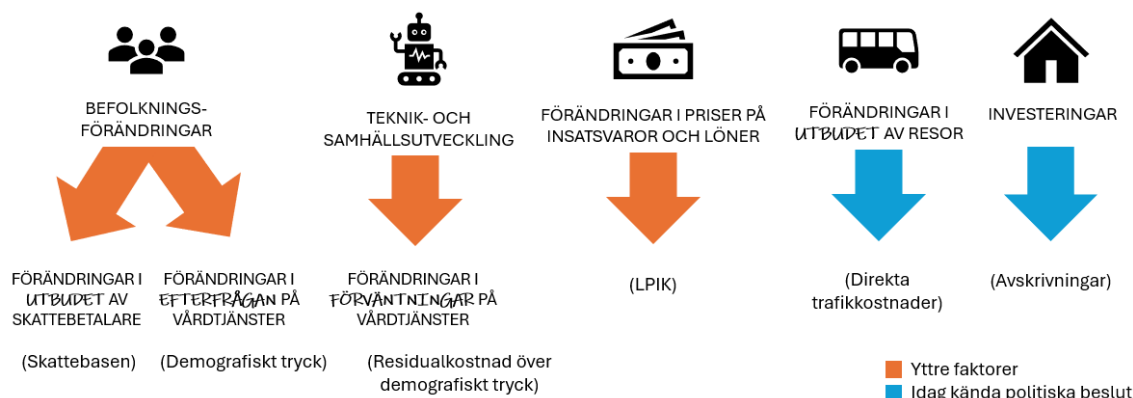 BEFOLKNINGS-
FÖRÄNDRINGAR
TEKNIK- OCH
SAMHÄLLSUTVECKLING
FÖRÄNDRINGAR I PRISER PÅ
INSATSVAROR OCH LÖNER
FÖRÄNDRINGAR I
UTBUDET AV RESOR
INVESTERINGAR
FÖRÄNDRINGAR I
UTBUDET AV
SKATTEBETALARE
(Skattebasen)
FÖRÄNDRINGAR I
EFTERFRÅGAN PÅ
VÅRDTJÄNSTER
(Demografiskt tryck)
FÖRÄNDRINGAR I
FÖRVÄNTNINGAR PÅ
VÅRDTJÄNSTER
(Residualkostnad över
demografiskt tryck)
(LPIK)
(Direkta
trafikkostnader)
(Avskrivningar)
Yttre faktorer
Idag kända politiska beslut